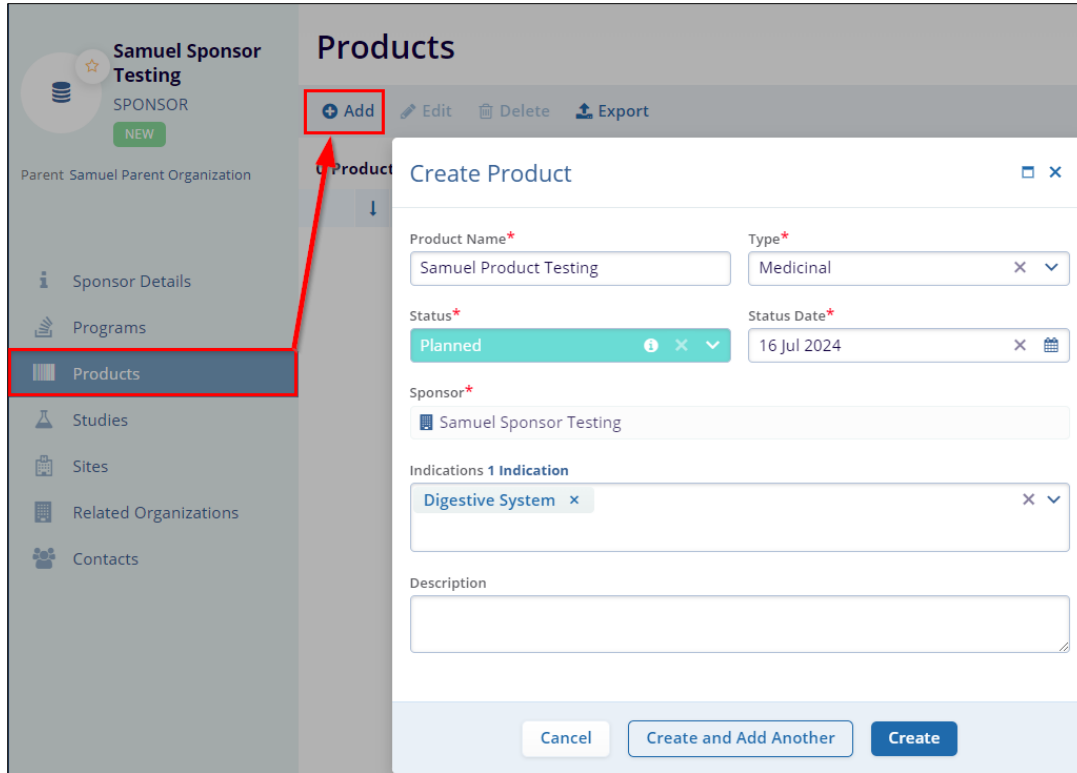 Samuel Sponsor
Testing
SPONSOR
NEW
Parent Samuel Parent Organization
Sponsor Details
Programs
Products
Studies
Sites
Related Organizations
Contacts
Products
Add Edit Delete Export
0 Product
Create Product
Product Name* Type*
Samuel Product Testing Medicinal
Status* Status Date*
Planned 16 Jul 2024
Sponsor*
Samuel Sponsor Testing
Indications 1 Indication
Digestive System ×
Description
Cancel Create and Add Another Create